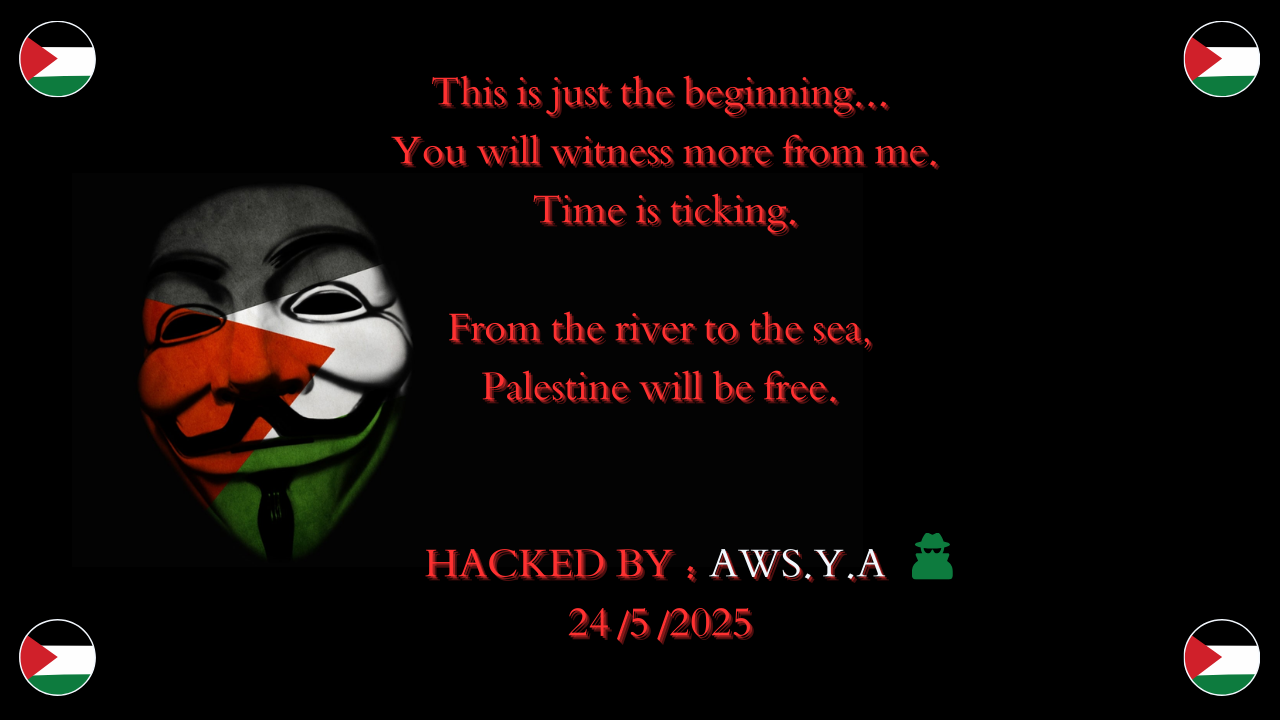 This is just the beginning...
You will witness more from me.
Time is ticking.
From the river to the sea,
Palestine will be free.
HACKED BY : AWS.Y.A
24 /5 /2025